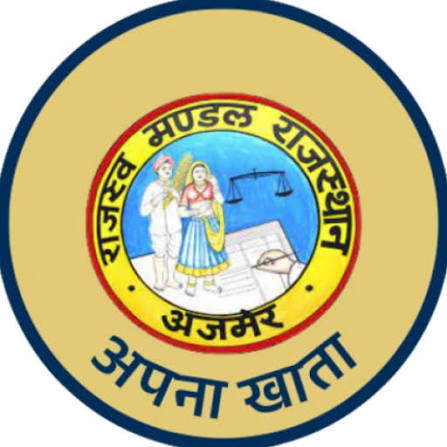 राजस्व मण्डल राजस्थान
अजमेर
अपना खाता